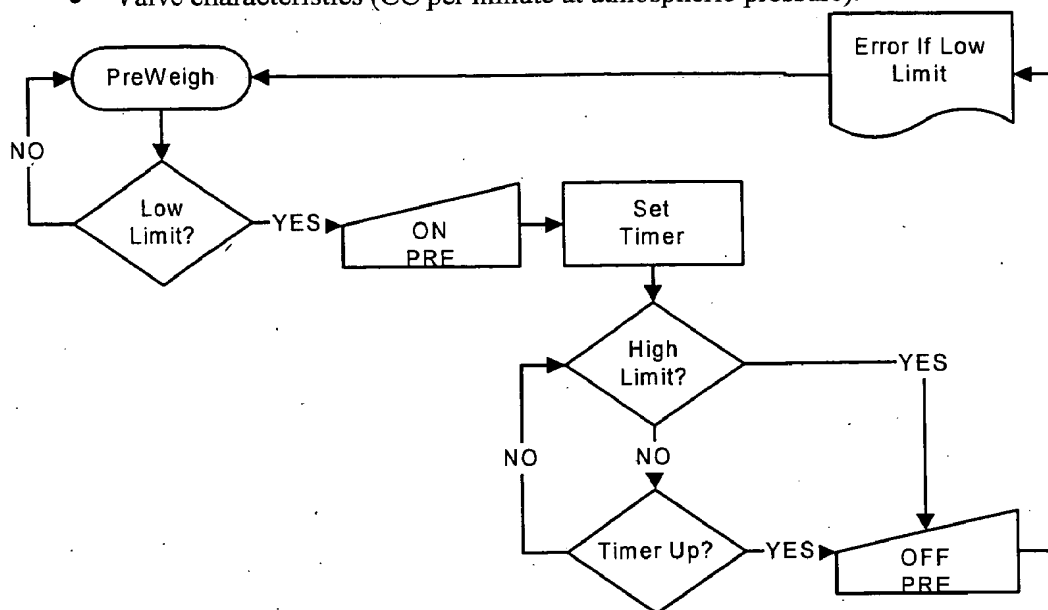 • Valve characteristics (CC per minute at atmospheric pressure).
PreWeigh
Error If Low
Limit
NO
Low
Limit?
YES
ON
PRE
Set
Timer
High
Limit?
YES
NO
NO
Timer Up?
YES
OFF
PRE